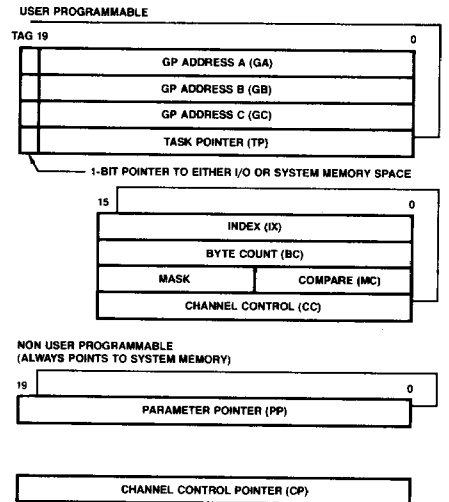 USER PROGRAMMABLE
TAG 19 0
GP ADDRESS A (GA)
GP ADDRESS B (GB)
GP ADDRESS C (GC)
TASK POINTER (TP)
1-BIT POINTER TO EITHER I/O OR SYSTEM MEMORY SPACE
15 0
INDEX (IX)
BYTE COUNT (BC)
MASK COMPARE (MC)
CHANNEL CONTROL (CC)
NON USER PROGRAMMABLE
(ALWAYS POINTS TO SYSTEM MEMORY)
19 0
PARAMETER POINTER (PP)
CHANNEL CONTROL POINTER (CP)